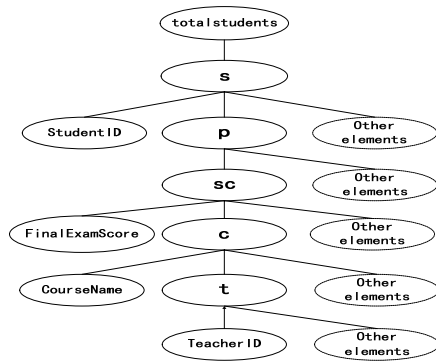 totalstudents
s
StudentID
p
Other
elements
sc
Other
elements
FinalExamScore
c
Other
elements
CourseName
t
Other
elements
TeacherID
Other
elements